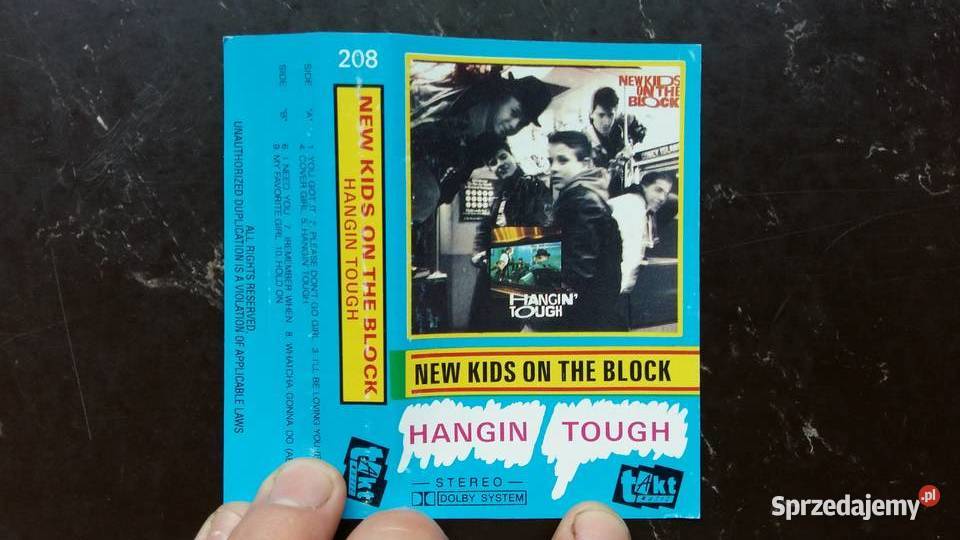 208
NEW KIDS ON THE BLOCK
HANGIN TOUGH
SIDE "A" 1. YOU GOT IT 2. PLEASE DON'T GO GIRL 3. I'LL BE LOVING YOU
4. COVER GIRL 5. HANGIN' TOUGH
SIDE "B" 6. I NEED YOU 7. REMEMBER WHEN 8. WHATCHA GONNA DO
9. MY FAVORITE GIRL 10. HOLD ON
ALL RIGHTS RESERVED.
UNAUTHORIZED DUPLICATION IS A VIOLATION OF APPLICABLE LAWS
takt
MUSIC
NEW KIDS
ON THE
BLOCK
HANGIN'
TOUGH
NEW KIDS ON THE BLOCK
HANGIN TOUGH
STEREO
DOLBY SYSTEM
takt
MUSIC
Sprzedajemy.pl